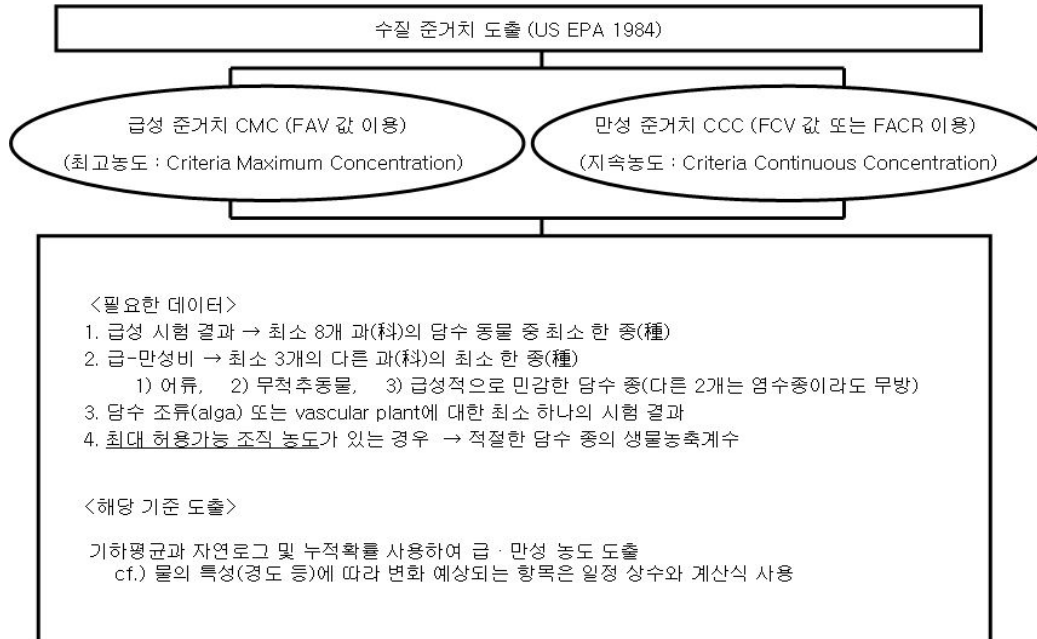 수질 준거치 도출 (US EPA 1984)
급성 준거치 CMC (FAV 값 이용)
(최고농도 : Criteria Maximum Concentration)
만성 준거치 CCC (FCV 값 또는 FACR 이용)
(지속농도 : Criteria Continuous Concentration)
<필요한 데이터>
1. 급성 시험 결과 → 최소 8개 과(科)의 담수 동물 중 최소 한 종(種)
2. 급-만성비 → 최소 3개의 다른 과(科)의 최소 한 종(種)
1) 어류, 2) 무척추동물, 3) 급성적으로 민감한 담수 종(다른 2개는 염수종이라도 무방)
3. 담수 조류(alga) 또는 vascular plant에 대한 최소 하나의 시험 결과
4. 최대 허용가능 조직 농도가 있는 경우 → 적절한 담수 종의 생물농축계수
<해당 기준 도출>
기하평균과 자연로그 및 누적확률 사용하여 급 · 만성 농도 도출
cf.) 물의 특성(경도 등)에 따라 변화 예상되는 항목은 일정 상수와 계산식 사용